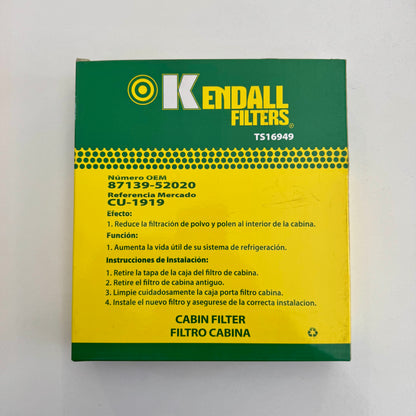 KENDALL
FILTERS®
TS16949
Número OEM
87139-52020
Referencia Mercado
CU-1919
Efecto:
1. Reduce la filtración de polvo y polen al interior de la cabina.
Función:
1. Aumenta la vida útil de su sistema de refrigeración.
Instrucciones de Instalación:
1. Retire la tapa de la caja del filtro de cabina.
2. Retire el filtro de cabina antiguo.
3. Limpie cuidadosamente la caja porta filtro cabina.
4. Instale el nuevo filtro y asegurese de la correcta instalacion.
CABIN FILTER
FILTRO CABINA